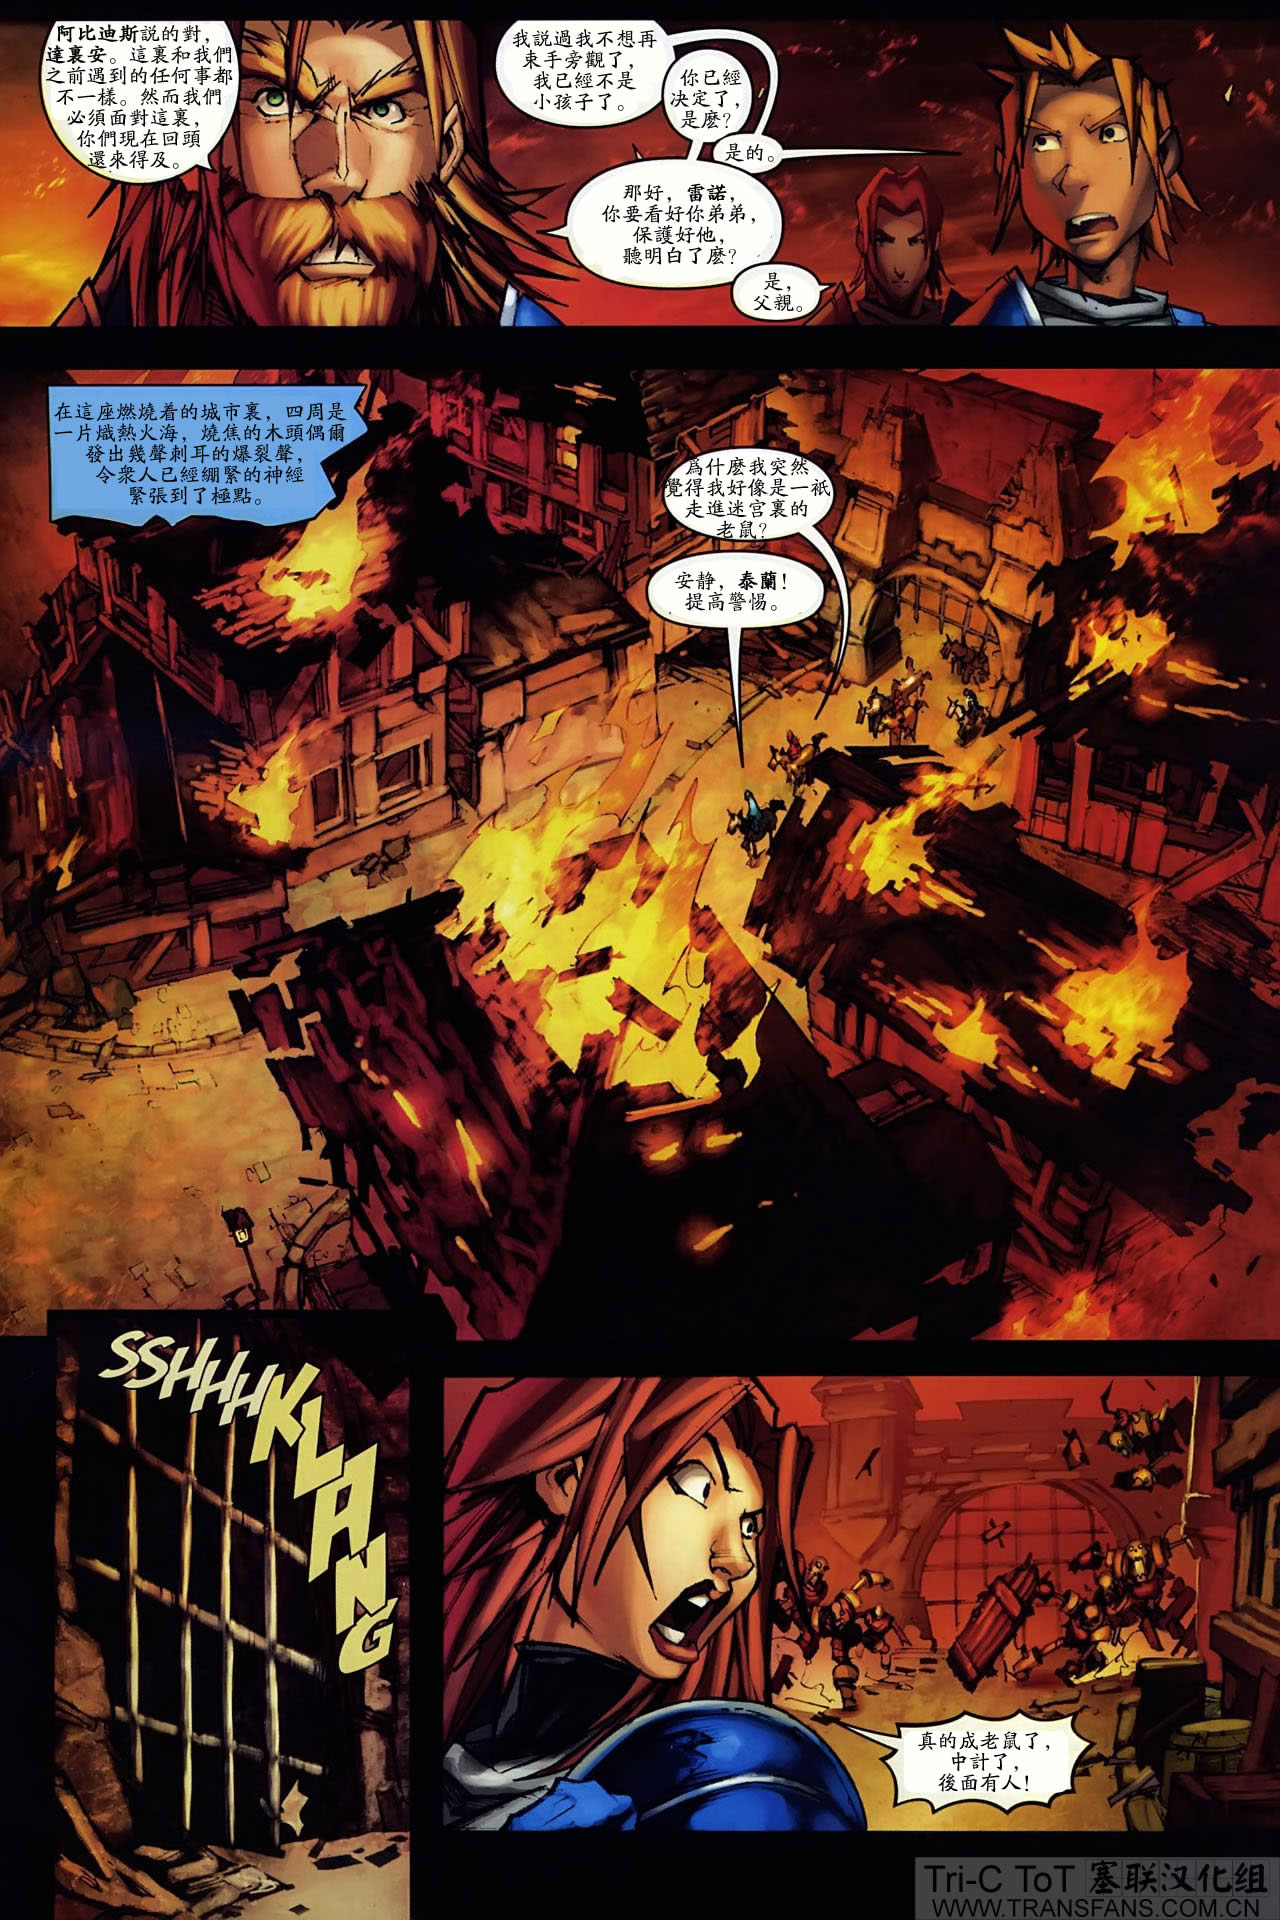 阿比迪斯説的對，
達裏安。這裏和我們
之前遇到的任何事都
不一樣。然而我們
必須面對這裏，
你們現在回頭
還來得及。
我説過我不想再
束手旁觀了，
我已經不是
小孩子了。
你已經
决定了，
是麽？
是的。
那好，雷諾，
你要看好你弟弟，
保護好他，
聽明白了麽？
是，
父親。
在這座燃燒着的城市裏，四周是
一片熾熱火海，燒焦的木頭偶爾
發出幾聲刺耳的爆裂聲，
令衆人已經綳緊的神經
緊張到了極點。
爲什麽我突然
覺得我好像是一衹
走進迷宫裏的
老鼠？
安静，泰蘭！
提高警惕。
SSHHHH
KLANG
真的成老鼠了，
中計了，
後面有人！
Tri-C ToT 塞联汉化组
WWW.TRANSFANS.COM.CN